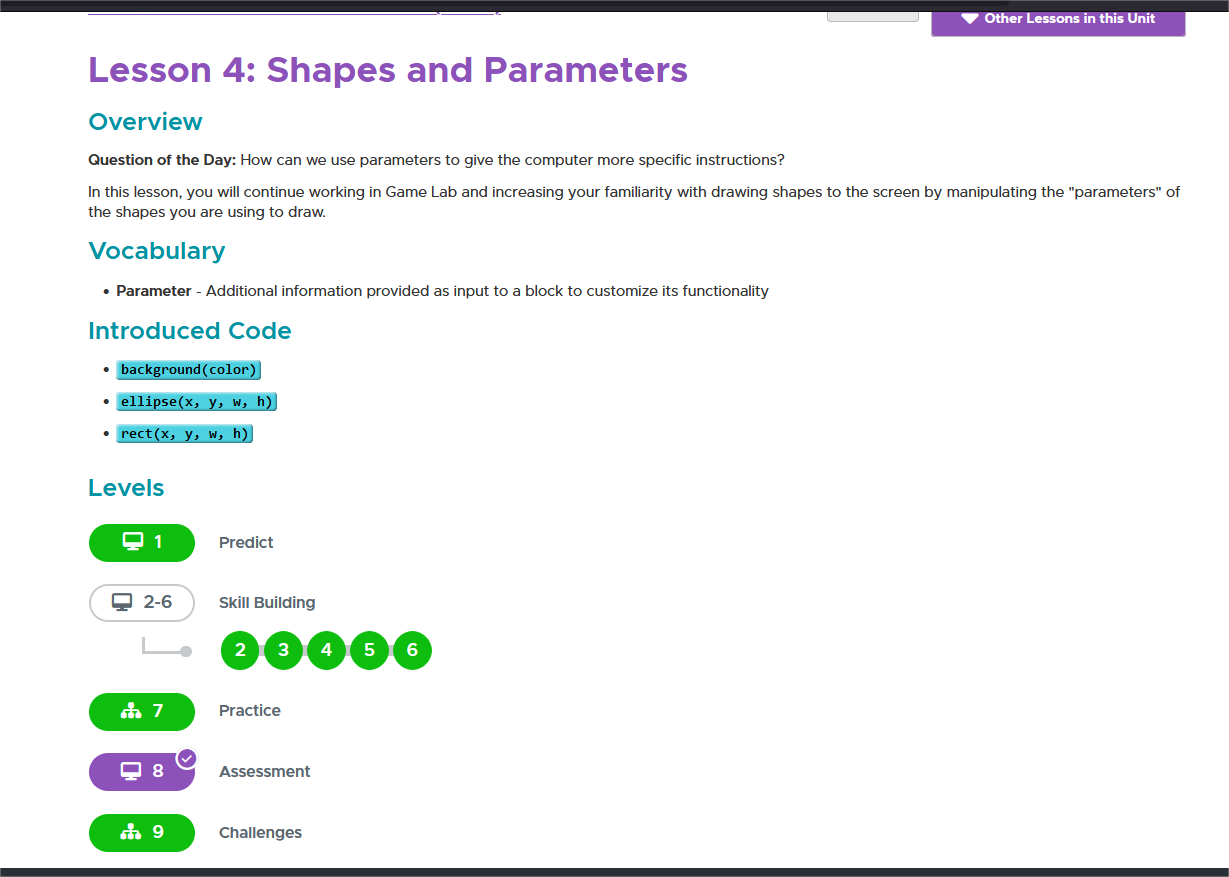 Other Lessons in this Unit
Lesson 4: Shapes and Parameters
Overview
Question of the Day: How can we use parameters to give the computer more specific instructions?
In this lesson, you will continue working in Game Lab and increasing your familiarity with drawing shapes to the screen by manipulating the "parameters" of
the shapes you are using to draw.
Vocabulary
Parameter - Additional information provided as input to a block to customize its functionality
Introduced Code
background(color)
ellipse(x, y, w, h)
rect(x, y, w, h)
Levels
1 Predict
2-6 Skill Building
2 3 4 5 6
7 Practice
8 Assessment
9 Challenges